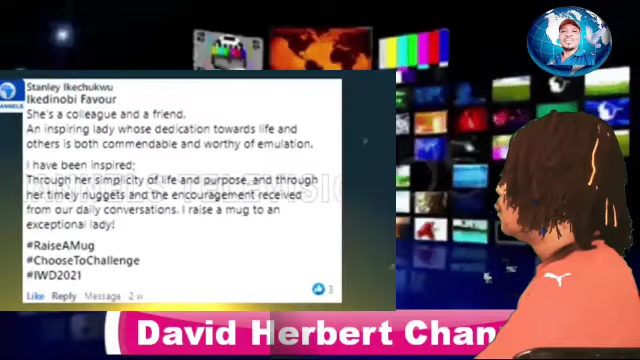 Stanley Ikechukwu
Ikedinobi Favour
She's a colleague and a friend.
An inspiring lady whose dedication towards life and
others is both commendable and worthy of emulation.
I have been inspired;
Through her simplicity of life and purpose, and through
her timely nuggets and the encouragement received
from our daily conversations. I raise a mug to an
exceptional lady!
#RaiseAMug
#ChooseToChallenge
#IWD2021
Like Reply Message 2 w
3
David Herbert Chan